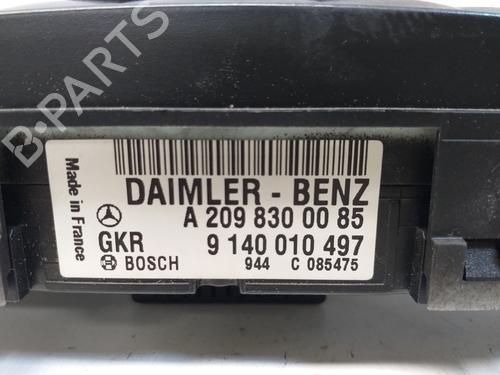 B-PARTS
Made in France
DAIMLER - BENZ
A 209 830 00 85
GKR 9 140 010 497
BOSCH 944 C 085475